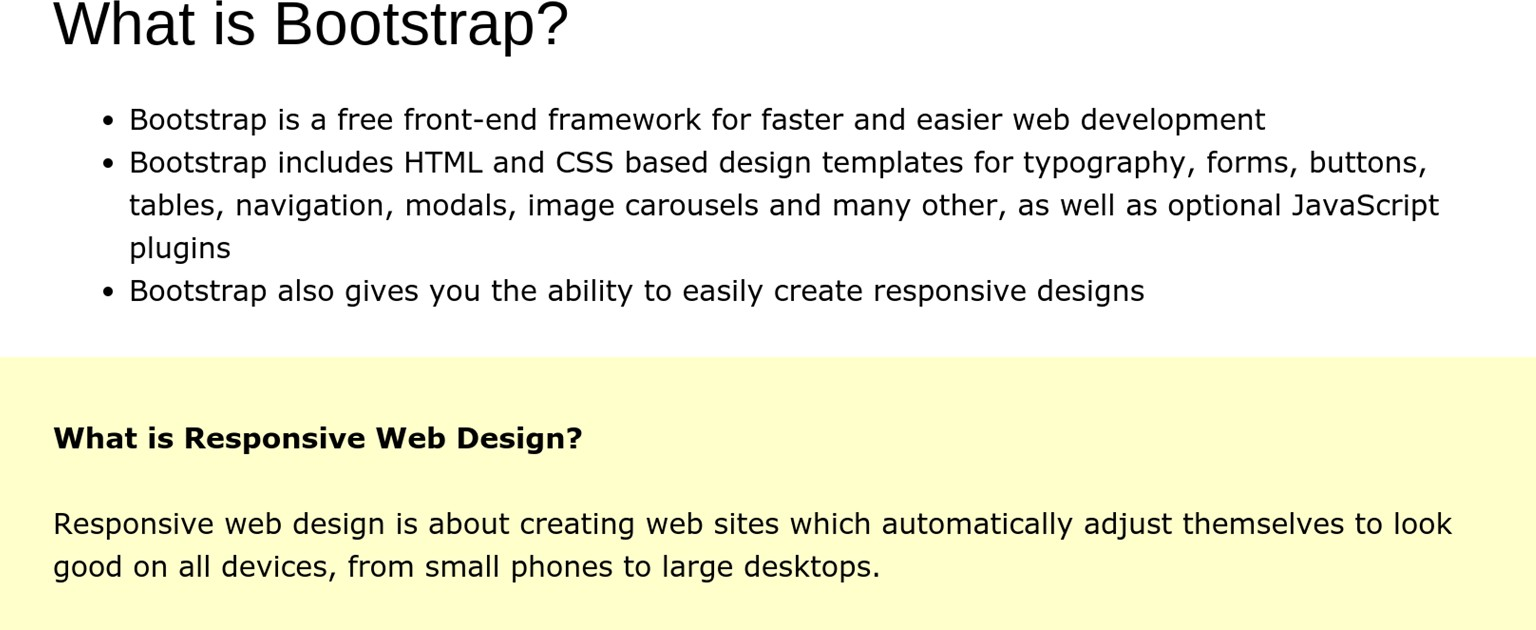 What is Bootstrap?
• Bootstrap is a free front-end framework for faster and easier web development
• Bootstrap includes HTML and CSS based design templates for typography, forms, buttons,
tables, navigation, modals, image carousels and many other, as well as optional JavaScript
plugins
• Bootstrap also gives you the ability to easily create responsive designs
What is Responsive Web Design?
Responsive web design is about creating web sites which automatically adjust themselves to look
good on all devices, from small phones to large desktops.